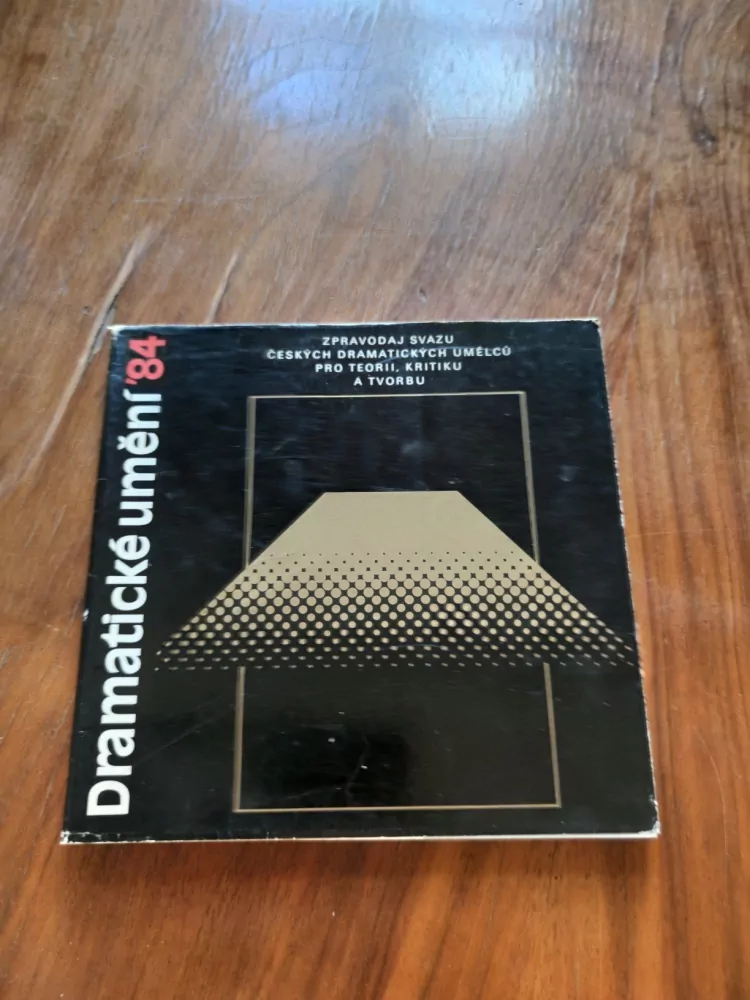 ZPRAVODAJ SVAZU
ČESKÝCH DRAMATICKÝCH UMĚLCŮ
PRO TEORII, KRITIKU
A TVORBU
Dramatické umění '84